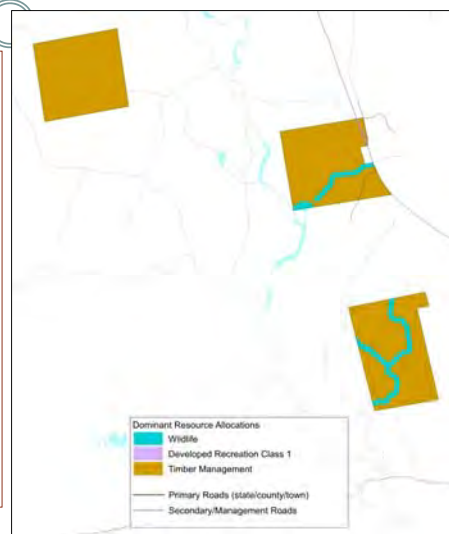 Dominant Resource Allocations
Wildlife
Developed Recreation Class 1
Timber Management
Primary Roads (state/county/town)
Secondary/Management Roads